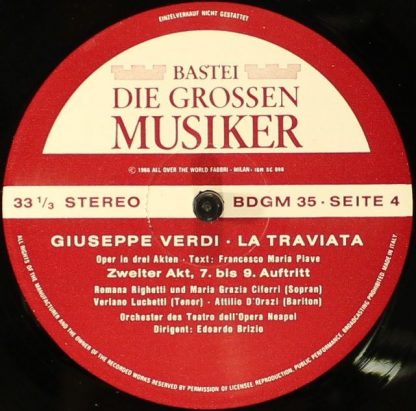 EINZELVERKAUF NICHT GESTATTET
BASTEI
DIE GROSSEN
MUSIKER
© 1966 ALL OVER THE WORLD FABBRI - MILAN - IGM SC 098
33 1/3 STEREO
BDGM 35 · SEITE 4
GIUSEPPE VERDI · LA TRAVIATA
Oper in drei Akten · Text: Francesco Maria Piave
Zweiter Akt, 7. bis 9. Auftritt
Romana Righetti und Maria Grazia Ciferri (Sopran)
Veriano Luchetti (Tenor) · Attilio D'Orazi (Bariton)
Orchester des Teatro dell'Opera Neapel
Dirigent: Edoardo Brizio
ALL RIGHTS OF THE MANUFACTURER AND THE OWNER OF THE RECORDED WORKS RESERVED BY PERMISSION OF LICENSEE. REPRODUCTION, PUBLIC PERFORMANCE, BROADCASTING PROHIBITED MADE IN ITALY.